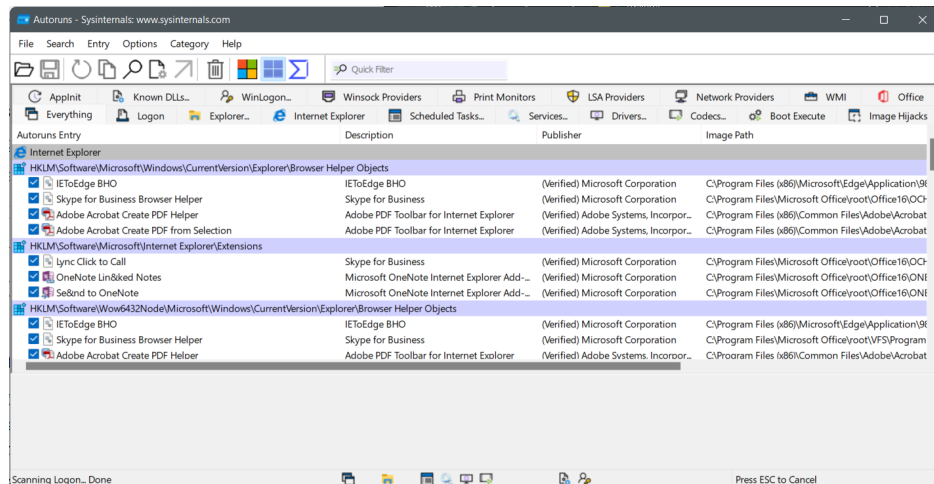 Autoruns - Sysinternals: www.sysinternals.com
File Search Entry Options Category Help
Quick Filter
AppInit Known DLLs... WinLogon... Winsock Providers Print Monitors LSA Providers Network Providers WMI Office
Everything Logon Explorer... Internet Explorer Scheduled Tasks... Services... Drivers... Codecs... Boot Execute Image Hijacks
Autoruns Entry Description Publisher Image Path
Internet Explorer
HKLM\Software\Microsoft\Windows\CurrentVersion\Explorer\Browser Helper Objects
IEToEdge BHO IEToEdge BHO (Verified) Microsoft Corporation C:\Program Files (x86)\Microsoft\Edge\Application\98
Skype for Business Browser Helper Skype for Business (Verified) Microsoft Corporation C:\Program Files\Microsoft Office\root\Office16\OCH
Adobe Acrobat Create PDF Helper Adobe PDF Toolbar for Internet Explorer (Verified) Adobe Systems, Incorpor... C:\Program Files (x86)\Common Files\Adobe\Acrobat
Adobe Acrobat Create PDF from Selection Adobe PDF Toolbar for Internet Explorer (Verified) Adobe Systems, Incorpor... C:\Program Files (x86)\Common Files\Adobe\Acrobat
HKLM\Software\Microsoft\Internet Explorer\Extensions
Lync Click to Call Skype for Business (Verified) Microsoft Corporation C:\Program Files\Microsoft Office\root\Office16\OCH
OneNote Lin&ked Notes Microsoft OneNote Internet Explorer Add-... (Verified) Microsoft Corporation C:\Program Files\Microsoft Office\root\Office16\ONE
Se&nd to OneNote Microsoft OneNote Internet Explorer Add-... (Verified) Microsoft Corporation C:\Program Files\Microsoft Office\root\Office16\ONE
HKLM\Software\Wow6432Node\Microsoft\Windows\CurrentVersion\Explorer\Browser Helper Objects
IEToEdge BHO IEToEdge BHO (Verified) Microsoft Corporation C:\Program Files (x86)\Microsoft\Edge\Application\98
Skype for Business Browser Helper Skype for Business (Verified) Microsoft Corporation C:\Program Files\Microsoft Office\root\VFS\Program
Adobe Acrobat Create PDF Helper Adobe PDF Toolbar for Internet Explorer (Verified) Adobe Systems, Incorpor... C:\Program Files (x86)\Common Files\Adobe\Acrobat
Scanning Logon... Done Press ESC to Cancel